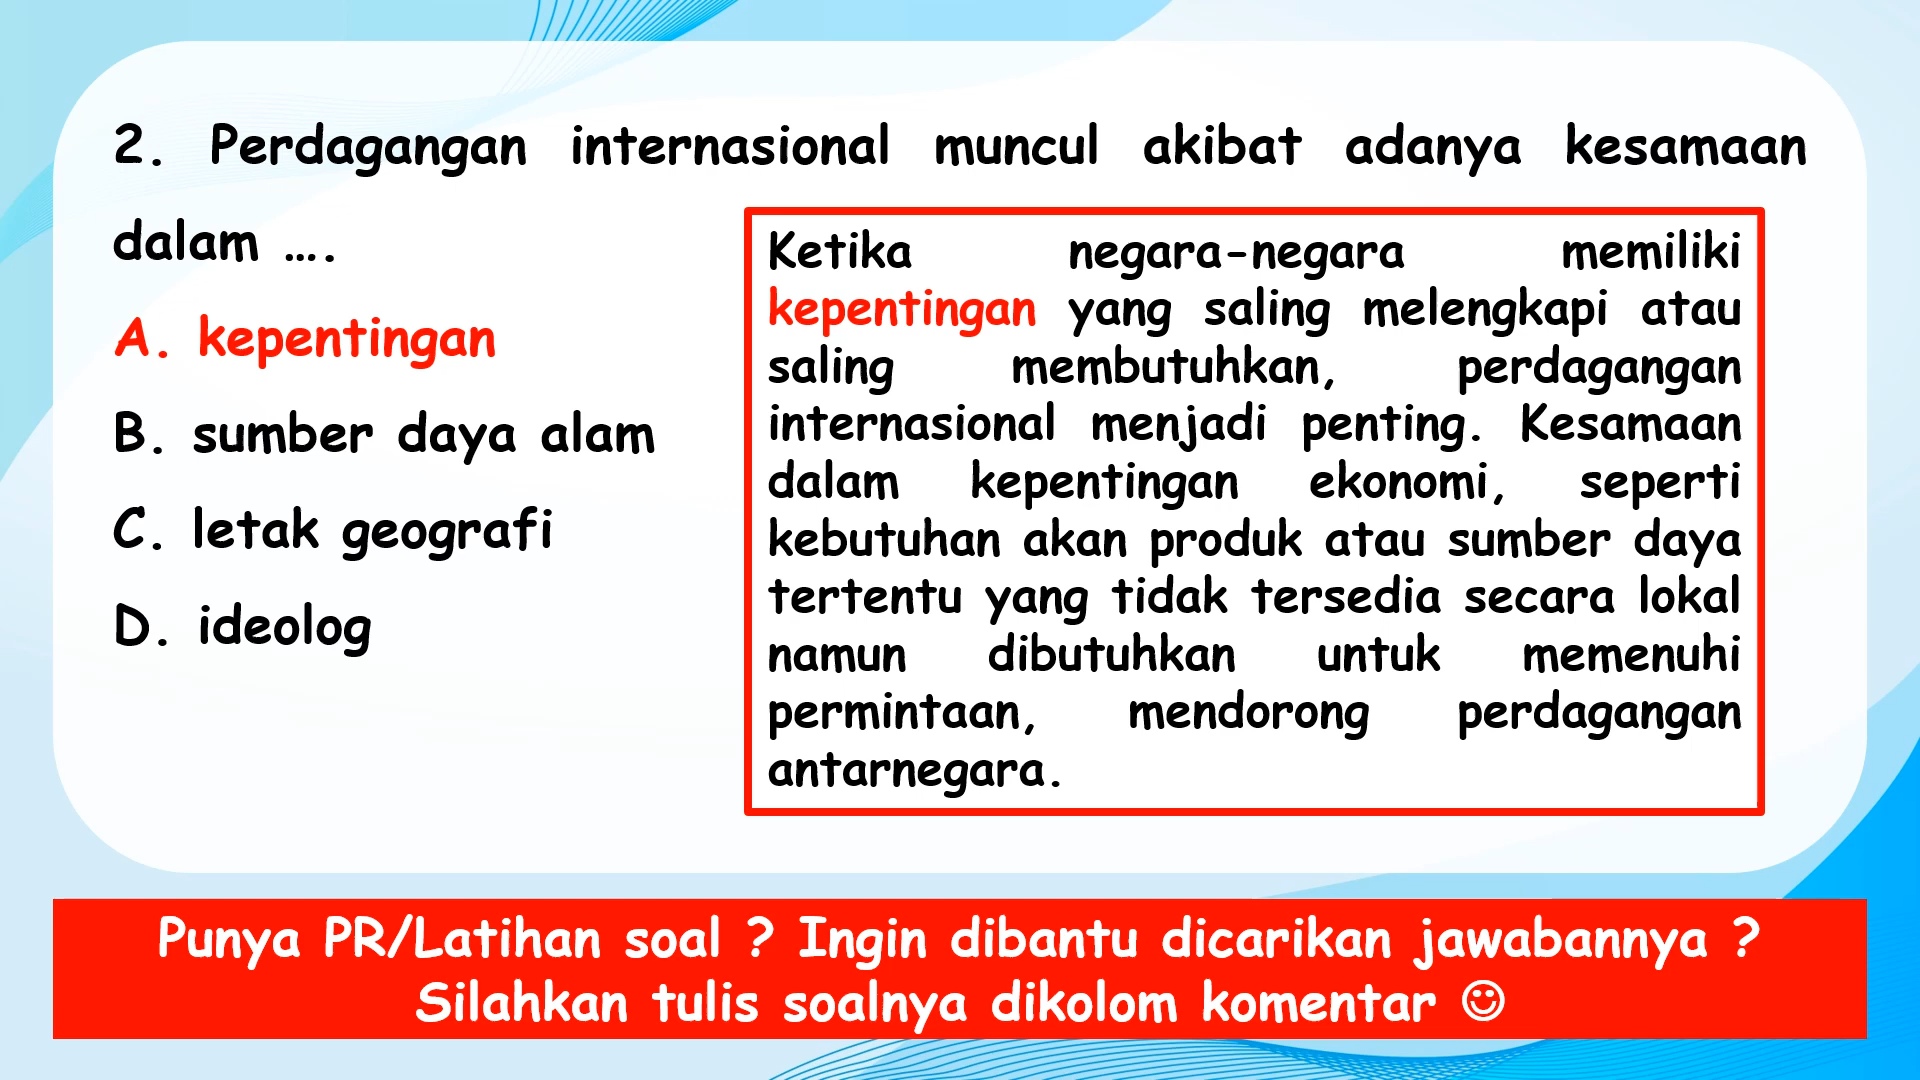 2. Perdagangan internasional muncul akibat adanya kesamaan
dalam ....
A. kepentingan
B. sumber daya alam
C. letak geografi
D. ideolog
Ketika negara-negara memiliki
kepentingan yang saling melengkapi atau
saling membutuhkan, perdagangan
internasional menjadi penting. Kesamaan
dalam kepentingan ekonomi, seperti
kebutuhan akan produk atau sumber daya
tertentu yang tidak tersedia secara lokal
namun dibutuhkan untuk memenuhi
permintaan, mendorong perdagangan
antarnegara.
Punya PR/Latihan soal ? Ingin dibantu dicarikan jawabannya ?
Silahkan tulis soalnya dikolom komentar ☺